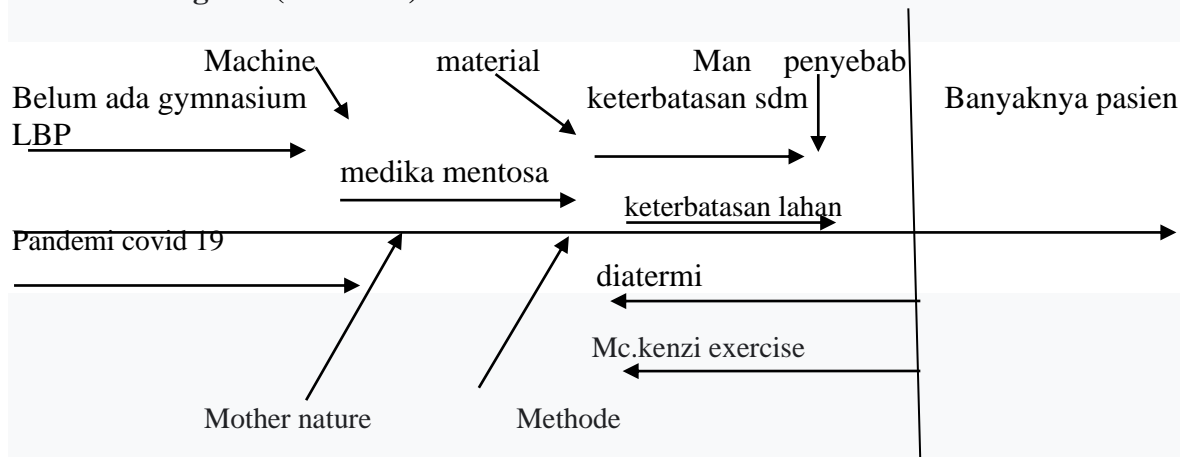 Machine material Man penyebab
Belum ada gymnasium keterbatasan sdm Banyaknya pasien
LBP
medika mentosa
keterbatasan lahan
Pandemi covid 19
diatermi
Mc.kenzi exercise
Mother nature Methode